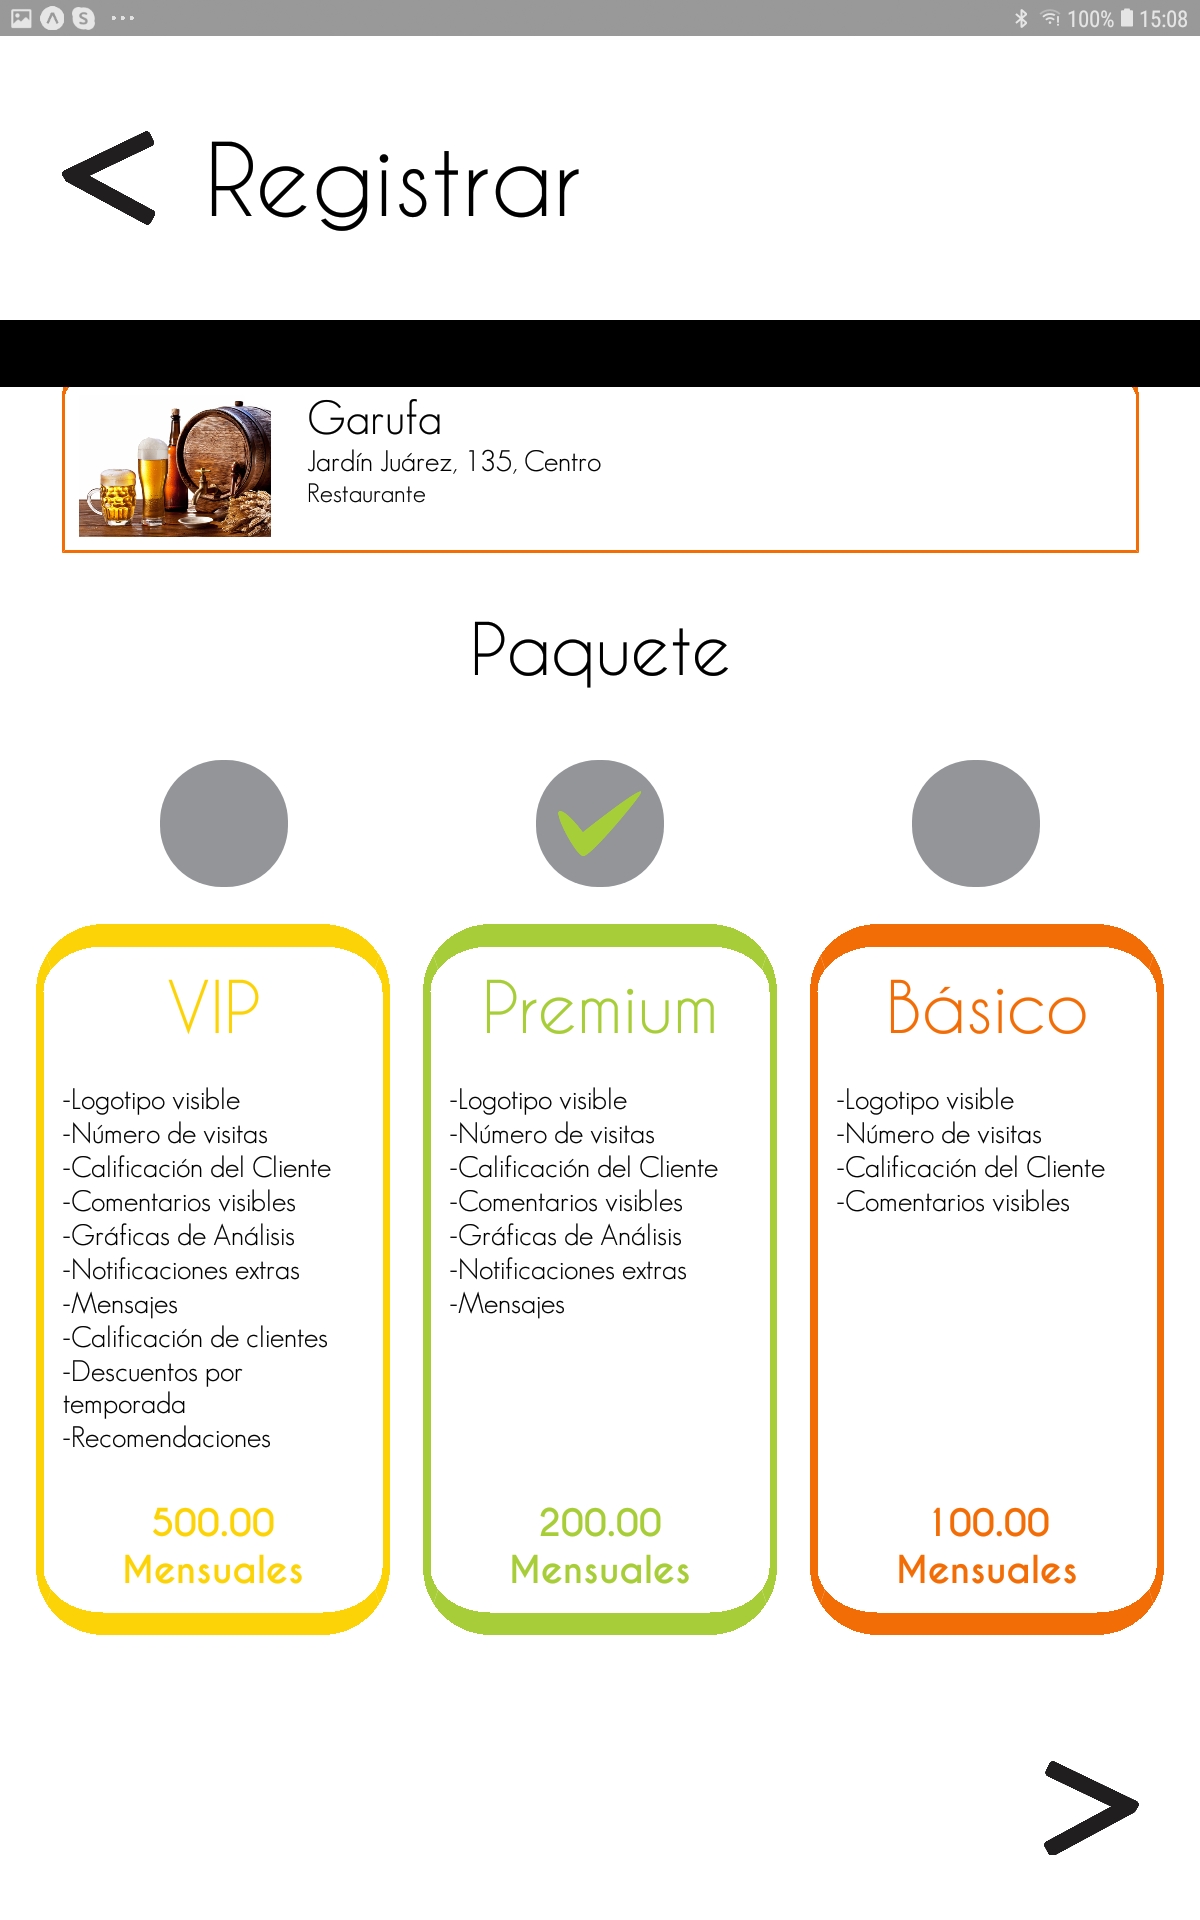 100% 15:08
Registrar
Garufa
Jardín Juárez, 135, Centro
Restaurante
Paquete
VIP
-Logotipo visible
-Número de visitas
-Calificación del Cliente
-Comentarios visibles
-Gráficas de Análisis
-Notificaciones extras
-Mensajes
-Calificación de clientes
-Descuentos por
temporada
-Recomendaciones
500.00
Mensuales
Premium
-Logotipo visible
-Número de visitas
-Calificación del Cliente
-Comentarios visibles
-Gráficas de Análisis
-Notificaciones extras
-Mensajes
200.00
Mensuales
Básico
-Logotipo visible
-Número de visitas
-Calificación del Cliente
-Comentarios visibles
100.00
Mensuales